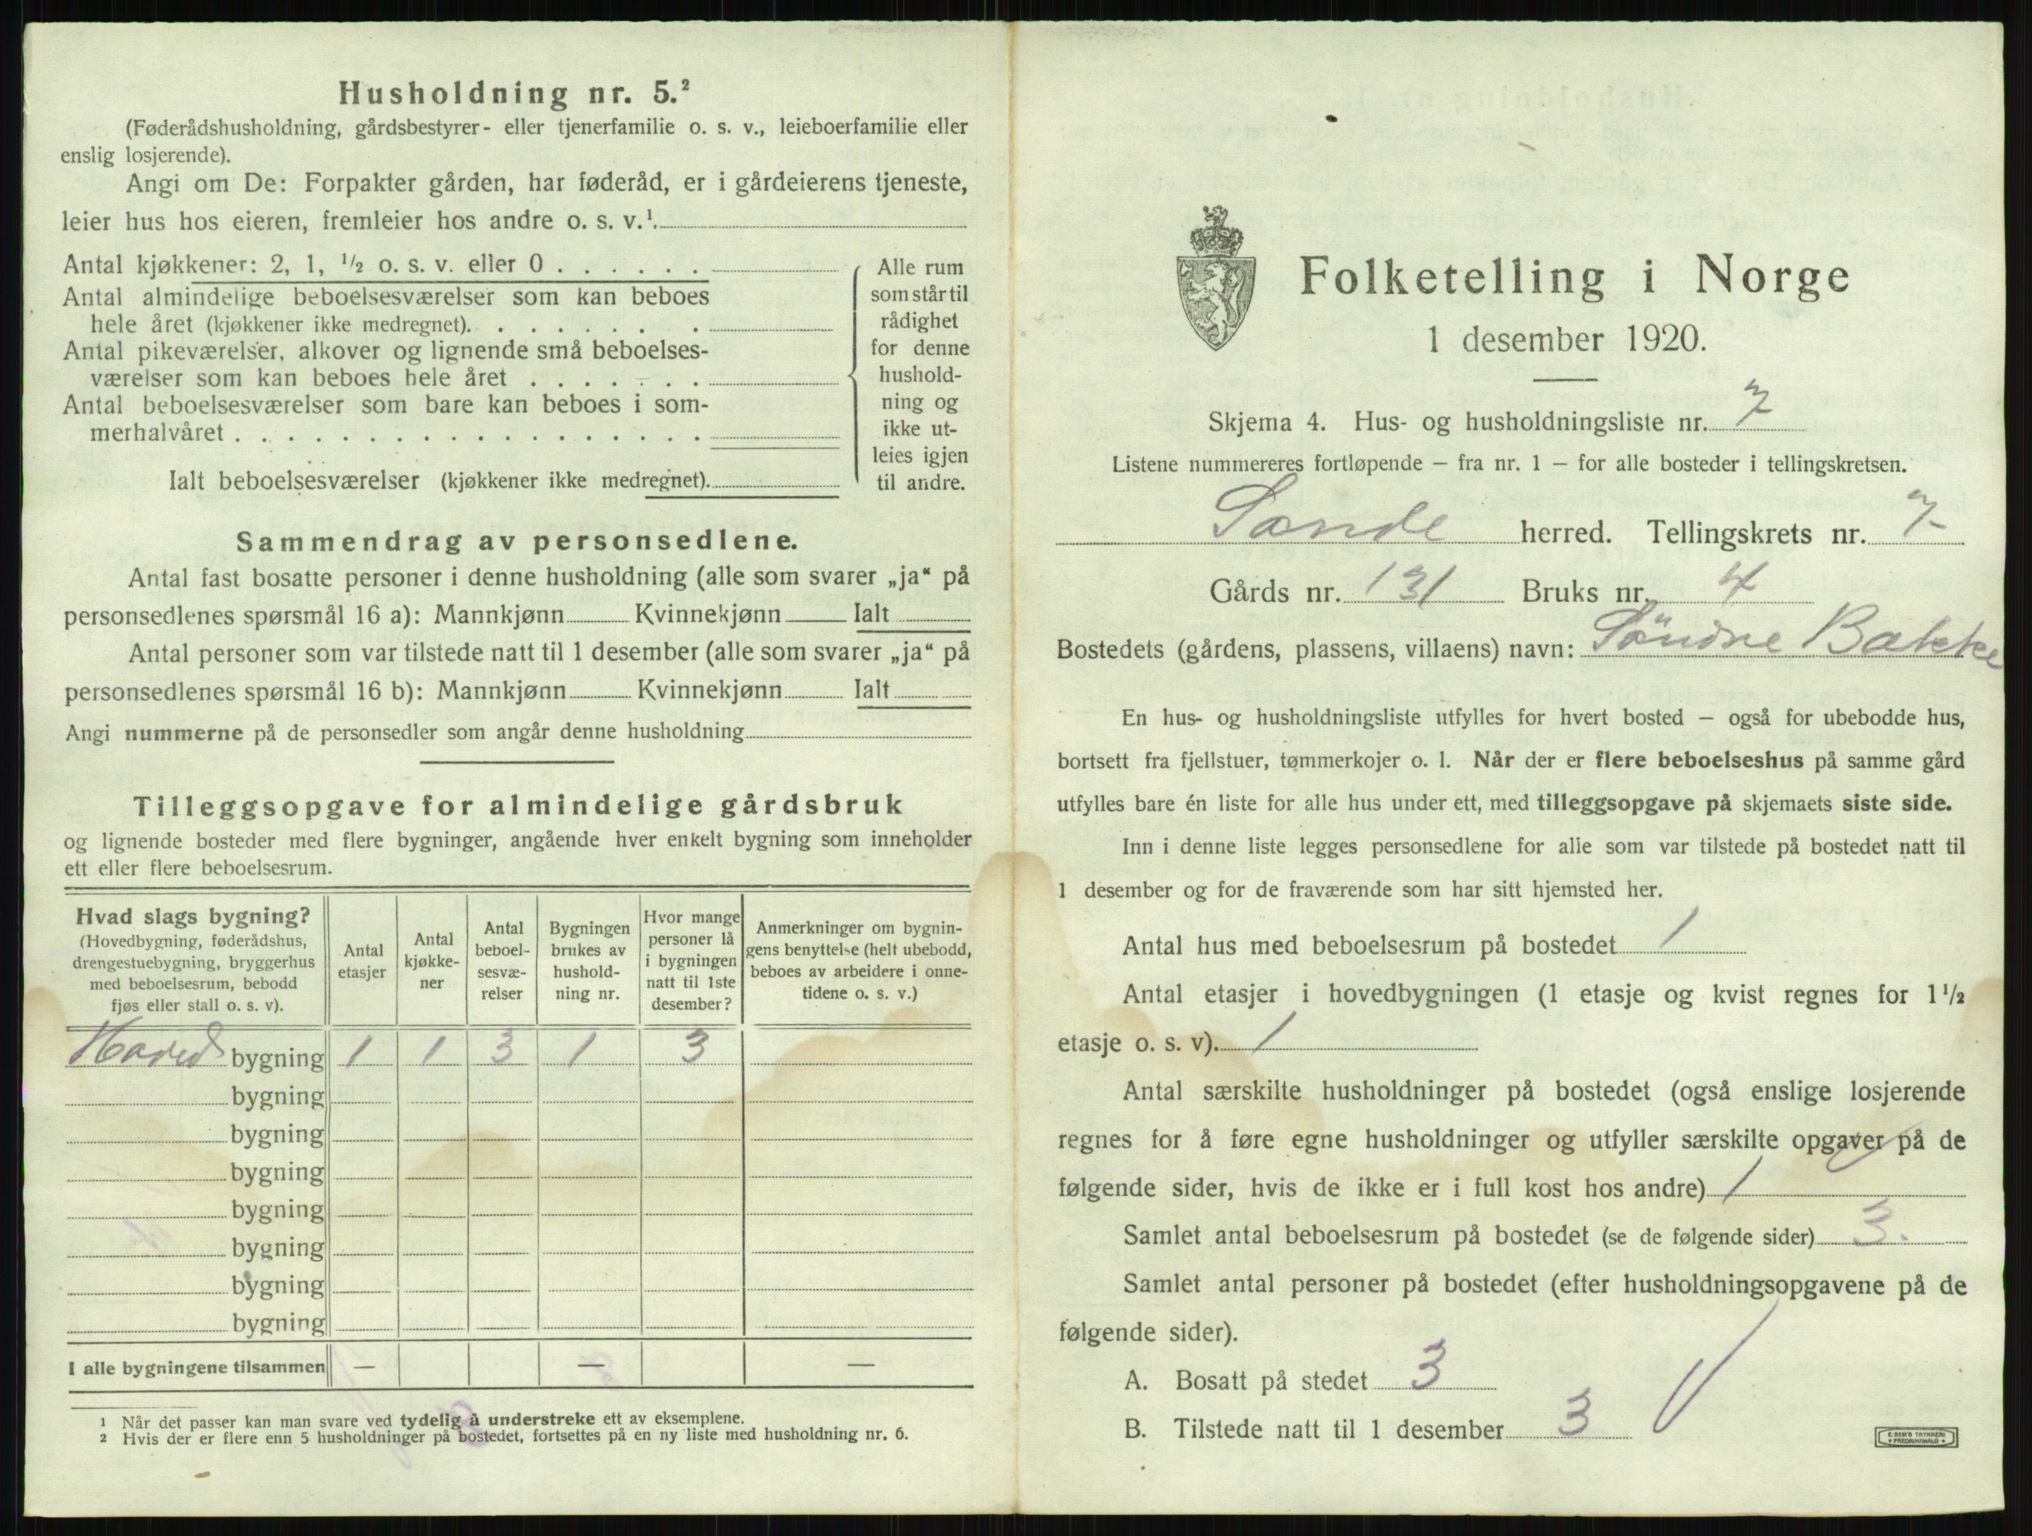 Husholdning nr. 5.²
(Føderådshusholdning, gårdsbestyrer- eller tjenerfamilie o. s. v., leieboerfamilie eller
enslig losjerende).
Angi om De: Forpakter gården, har føderåd, er i gårdeierens tjeneste,
leier hus hos eieren, fremleier hos andre o. s. v.¹
Antal kjøkkener: 2, 1, ½ o. s. v. eller 0 . . . . . .
Antal almindelige beboelsesværelser som kan beboes
hele året (kjøkkener ikke medregnet). . . . . . . . .
Antal pikeværelser, alkover og lignende små beboelses-
værelser som kan beboes hele året . . . . . . .
Antal beboelsesværelser som bare kan beboes i som-
merhalvåret . . . . . . . . . . . . . . . . . .
Ialt beboelsesværelser (kjøkkener ikke medregnet).
Alle rum
som står til
rådighet
for denne
hushold-
ning og
ikke ut-
leies igjen
til andre.
Sammendrag av personsedlene.
Antal fast bosatte personer i denne husholdning (alle som svarer „ja“ på
personsedlenes spørsmål 16 a): Mannkjønn Kvinnekjønn Ialt
Antal personer som var tilstede natt til 1 desember (alle som svarer „ja“ på
personsedlenes spørsmål 16 b): Mannkjønn Kvinnekjønn Ialt
Angi nummerne på de personsedler som angår denne husholdning
Tilleggsopgave for almindelige gårdsbruk
og lignende bosteder med flere bygninger, angående hver enkelt bygning som inneholder
ett eller flere beboelsesrum.
Hvad slags bygning?
(Hovedbygning, føderådshus,
drengestuebygning, bryggerhus
med beboelsesrum, bebodd
fjøs eller stall o. s. v).
Antal
etasjer
Antal
kjøkke-
ner
Antal
beboel-
sesvæ-
relser
Bygningen
brukes av
hushold-
ning nr.
Hvor mange
personer lå
i bygningen
natt til 1ste
desember?
Anmerkninger om bygnin-
gens benyttelse (helt ubebodd,
beboes av arbeidere i onne-
tidene o. s. v.)
Hoved bygning 1 1 3 1 3
bygning
bygning
bygning
bygning
bygning
bygning
bygning
I alle bygningene tilsammen — — —
¹ Når det passer kan man svare ved tydelig å understreke ett av eksemplene.
² Hvis der er flere enn 5 husholdninger på bostedet, fortsettes på en ny liste med husholdning nr. 6.
Folketelling i Norge
1 desember 1920.
Skjema 4. Hus- og husholdningsliste nr. 7
Listene nummereres fortløpende – fra nr. 1 – for alle bosteder i tellingskretsen.
Sande herred. Tellingskrets nr. 7
Gårds nr. 131 Bruks nr. 4
Bostedets (gårdens, plassens, villaens) navn: Söndre Bakke
En hus- og husholdningsliste utfylles for hvert bosted – også for ubebodde hus,
bortsett fra fjellstuer, tømmerkojer o. l. Når der er flere beboelseshus på samme gård
utfylles bare én liste for alle hus under ett, med tilleggsopgave på skjemaets siste side.
Inn i denne liste legges personsedlene for alle som var tilstede på bostedet natt til
1 desember og for de fraværende som har sitt hjemsted her.
Antal hus med beboelsesrum på bostedet 1
Antal etasjer i hovedbygningen (1 etasje og kvist regnes for 1½
etasje o. s. v). 1
Antal særskilte husholdninger på bostedet (også enslige losjerende
regnes for å føre egne husholdninger og utfyller særskilte opgaver på de
følgende sider, hvis de ikke er i full kost hos andre) 1
Samlet antal beboelsesrum på bostedet (se de følgende sider) 3.
Samlet antal personer på bostedet (efter husholdningsopgavene på de
følgende sider).
A. Bosatt på stedet 3
B. Tilstede natt til 1 desember 3